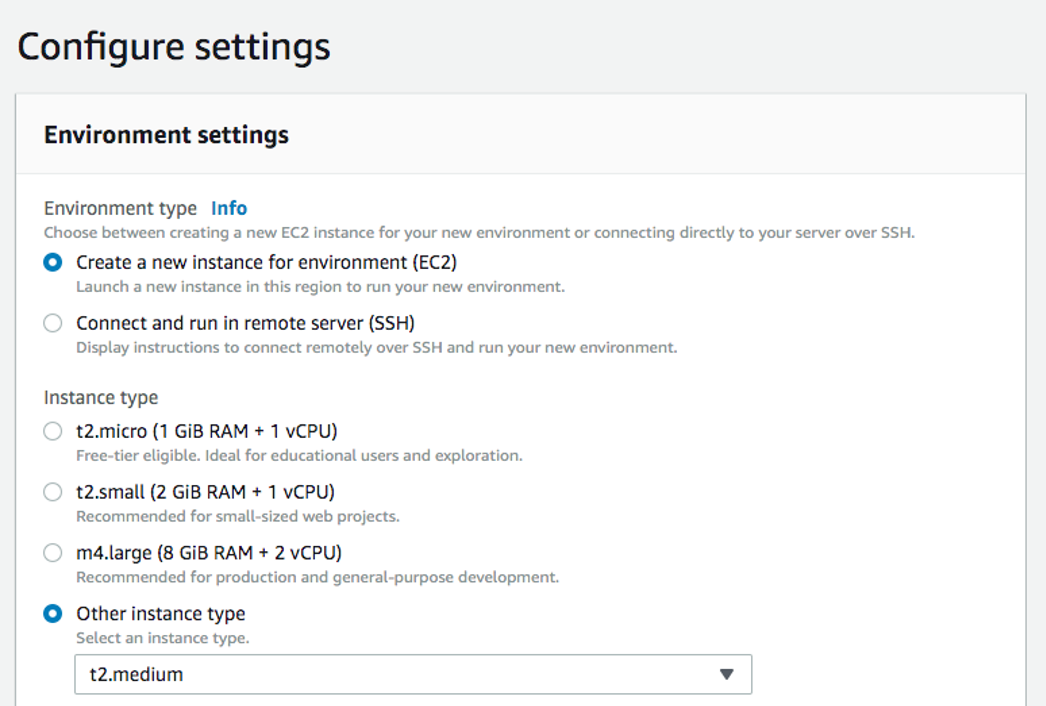 Configure settings
Environment settings
Environment type Info
Choose between creating a new EC2 instance for your new environment or connecting directly to your server over SSH.
Create a new instance for environment (EC2)
Launch a new instance in this region to run your new environment.
Connect and run in remote server (SSH)
Display instructions to connect remotely over SSH and run your new environment.
Instance type
t2.micro (1 GiB RAM + 1 vCPU)
Free-tier eligible. Ideal for educational users and exploration.
t2.small (2 GiB RAM + 1 vCPU)
Recommended for small-sized web projects.
m4.large (8 GiB RAM + 2 vCPU)
Recommended for production and general-purpose development.
Other instance type
Select an instance type.
t2.medium